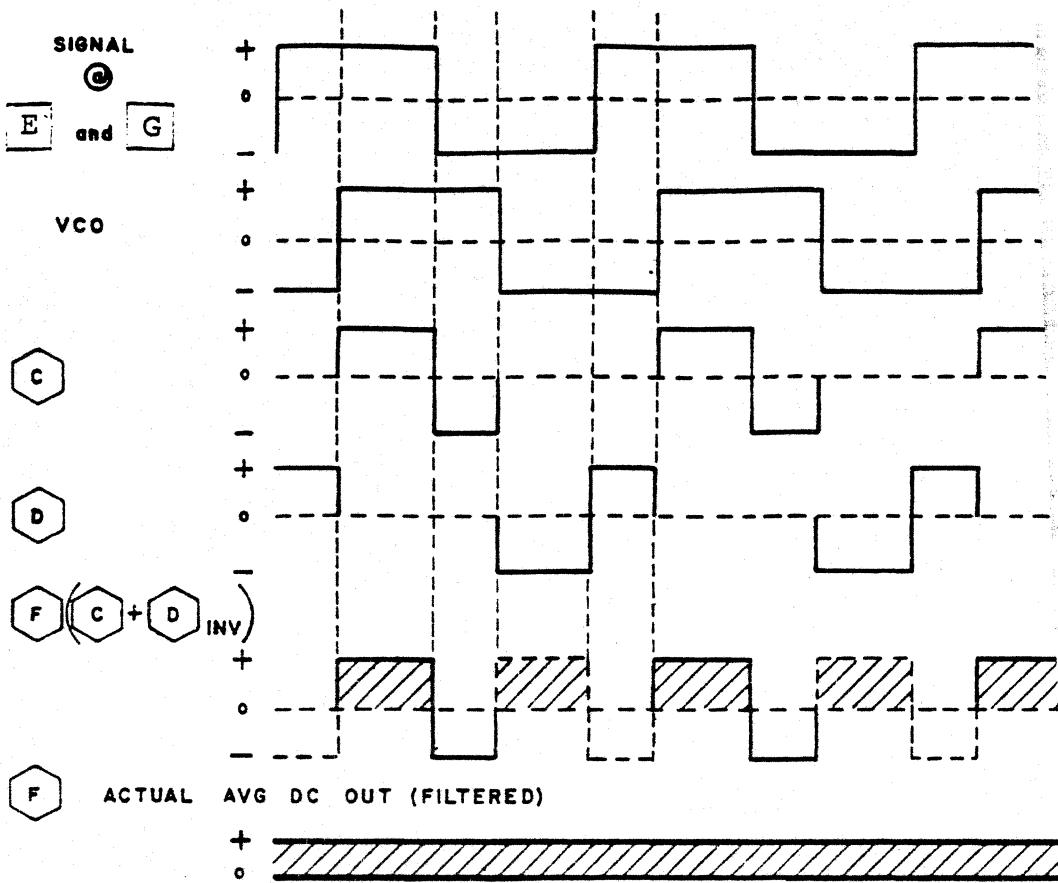 SIGNAL
@
E and G
+
o
−
VCO
+
o
−
C
+
o
−
D
+
o
−
F(C+D INV)
+
o
−
F ACTUAL AVG DC OUT (FILTERED)
+
o